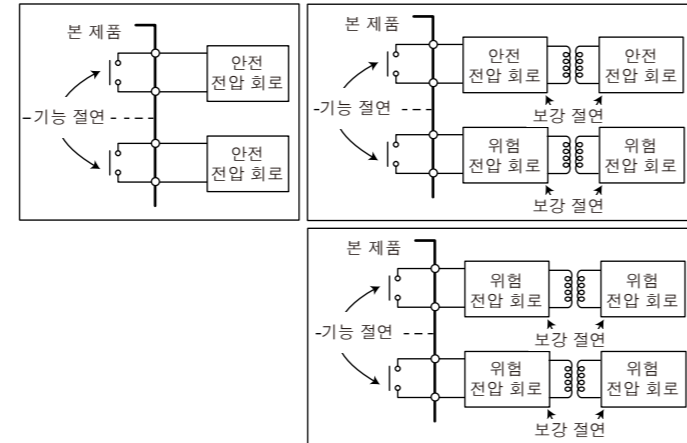 본 제품
안전
전압 회로
기능 절연
안전
전압 회로
본 제품
안전
전압 회로
안전
전압 회로
보강 절연
기능 절연
위험
전압 회로
위험
전압 회로
보강 절연
본 제품
위험
전압 회로
위험
전압 회로
보강 절연
기능 절연
위험
전압 회로
위험
전압 회로
보강 절연